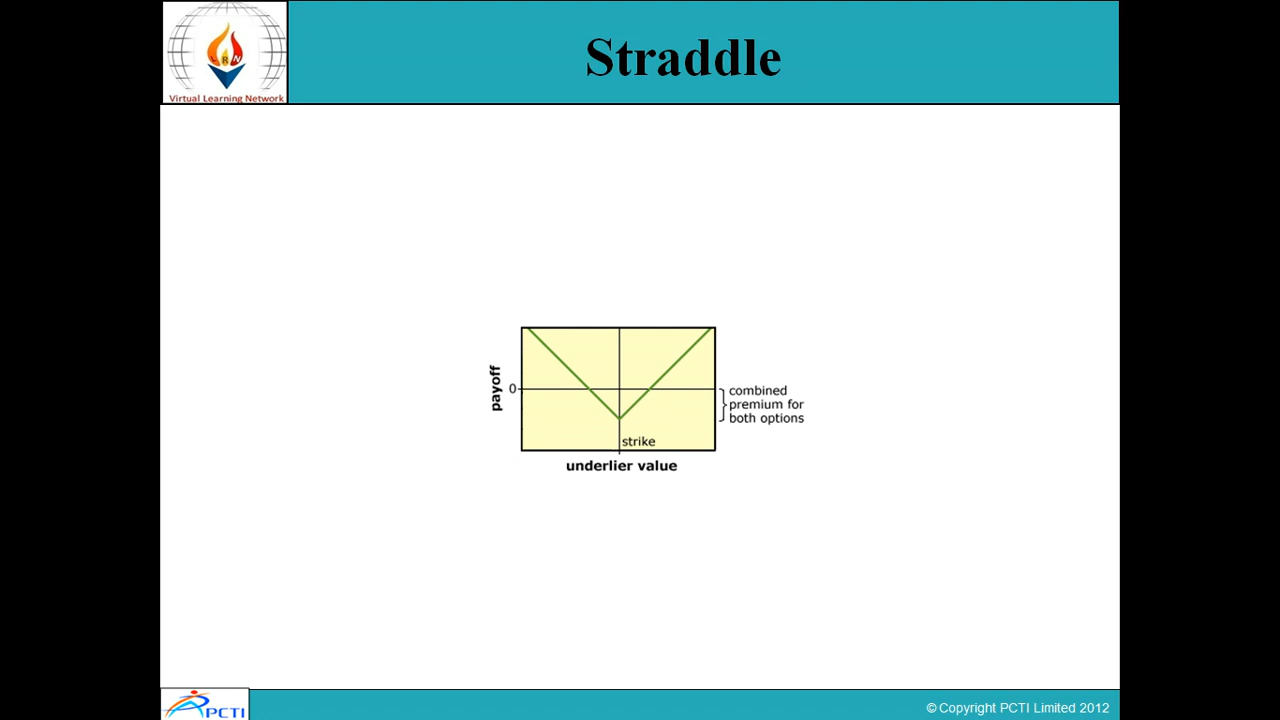 Straddle
LRN
Virtual Learning Network
payoff
0
combined
premium for
both options
strike
underlier value
PCTI
© Copyright PCTI Limited 2012